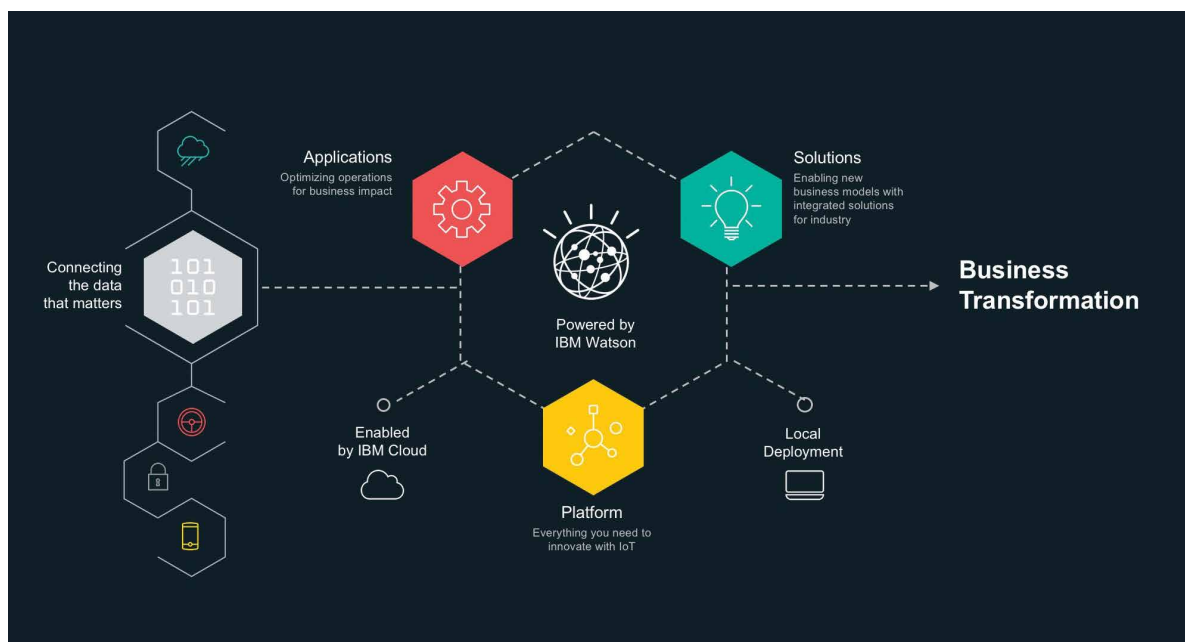 Connecting
the data
that matters
101
010
101
Applications
Optimizing operations
for business impact
Powered by
IBM Watson
Solutions
Enabling new
business models with
integrated solutions
for industry
Business
Transformation
Enabled
by IBM Cloud
Platform
Everything you need to
innovate with IoT
Local
Deployment